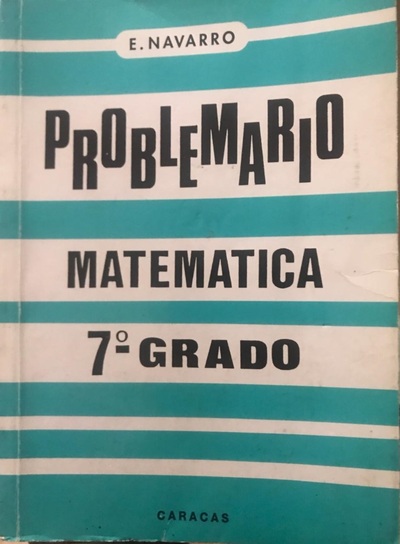 E. NAVARRO
PROBLEMARIO
MATEMATICA
7º GRADO
CARACAS